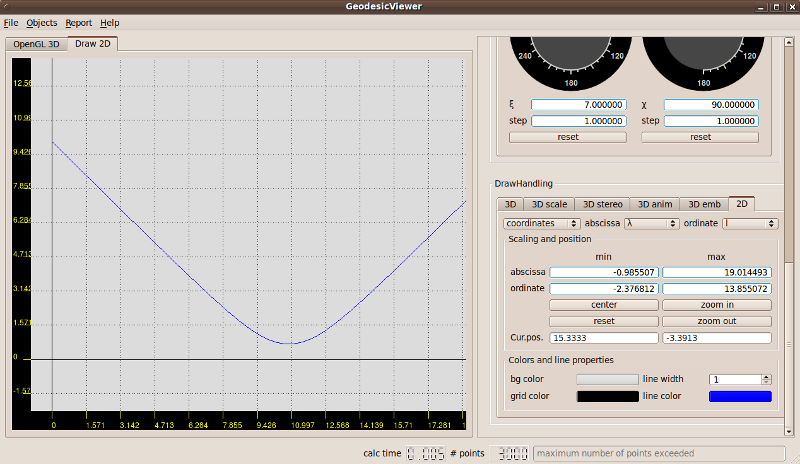 GeodesicViewer
File Objects Report Help
OpenGL 3D Draw 2D
12,56
10,99
9.426
7.855
6.284
4.713
3.142
1.571
0
-1.57
0 1.571 3.142 4.713 6.284 7.855 9.426 10.997 12.568 14.139 15.71 17.281 1
240 120 240 120
180 180
ξ 7.000000 χ 90.000000
step 1.000000 step 1.000000
reset reset
DrawHandling
3D 3D scale 3D stereo 3D anim 3D emb 2D
coordinates abscissa λ ordinate l
Scaling and position
min max
abscissa -0.985507 19.014493
ordinate -2.376812 13.855072
center zoom in
reset zoom out
Cur.pos. 15.3333 -3.3913
Colors and line properties
bg color line width 1
grid color line color
calc time 0.005 # points 3000 maximum number of points exceeded